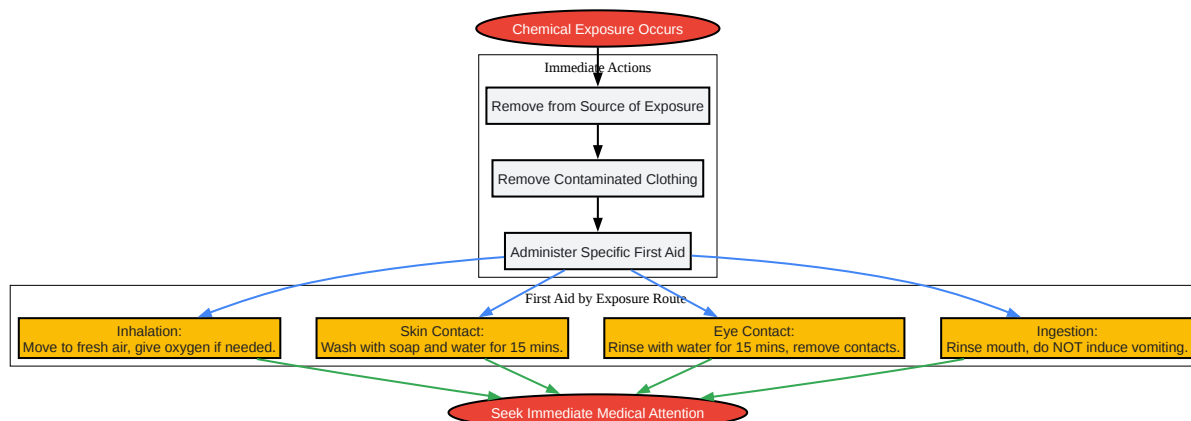 Chemical Exposure Occurs
Immediate Actions
Remove from Source of Exposure
Remove Contaminated Clothing
Administer Specific First Aid
First Aid by Exposure Route
Inhalation:
Move to fresh air, give oxygen if needed.
Skin Contact:
Wash with soap and water for 15 mins.
Eye Contact:
Rinse with water for 15 mins, remove contacts.
Ingestion:
Rinse mouth, do NOT induce vomiting.
Seek Immediate Medical Attention